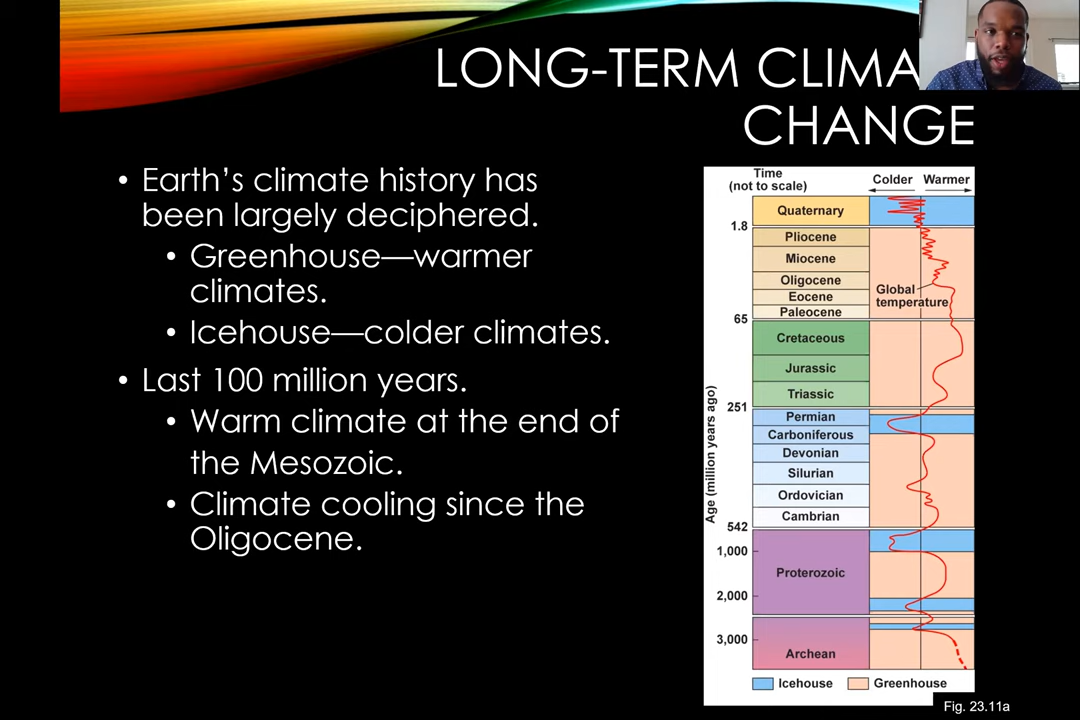 LONG-TERM CLIMA
CHANGE
• Earth's climate history has
been largely deciphered.
• Greenhouse—warmer
climates.
• Icehouse—colder climates.
• Last 100 million years.
• Warm climate at the end of
the Mesozoic.
• Climate cooling since the
Oligocene.
Time
(not to scale)
Colder Warmer
Quaternary
1.8
Pliocene
Miocene
Oligocene
Eocene
Paleocene
Global
temperature
65
Cretaceous
Jurassic
Triassic
251
Permian
Carboniferous
Devonian
Silurian
Ordovician
Cambrian
542
1,000
Proterozoic
2,000
3,000
Archean
Age (million years ago)
Icehouse Greenhouse
Fig. 23.11a